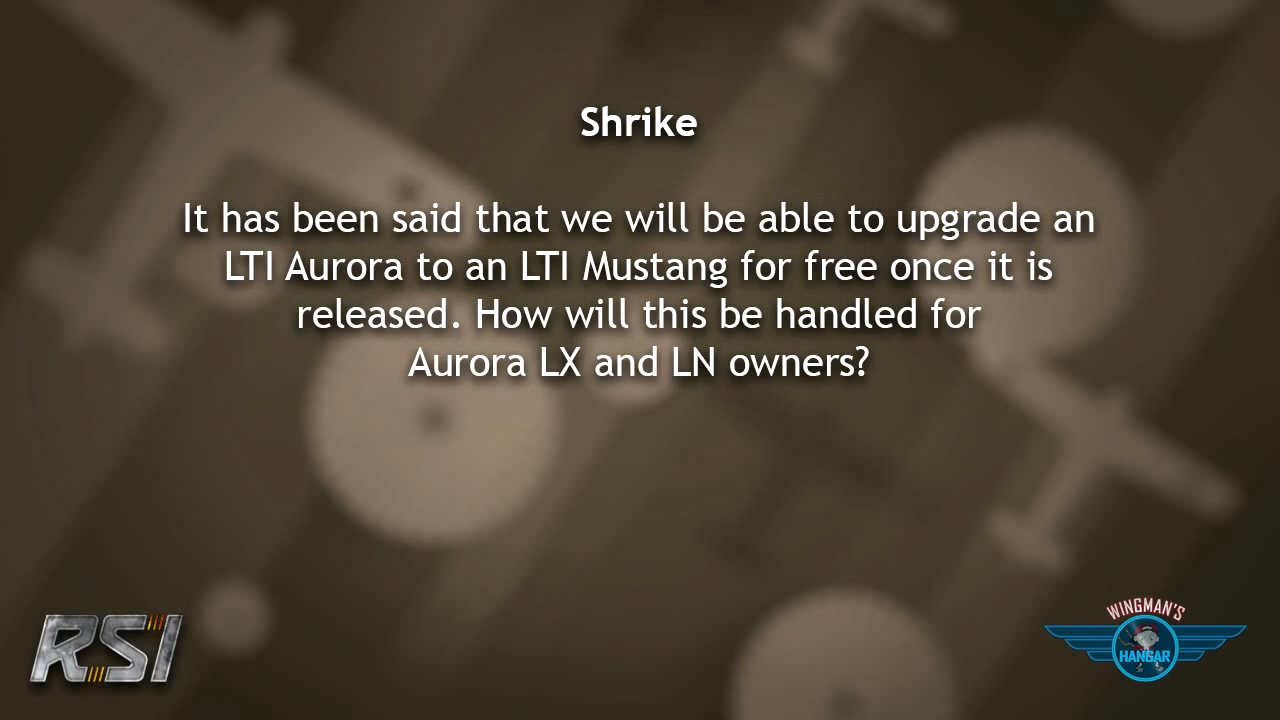 Shrike
It has been said that we will be able to upgrade an
LTI Aurora to an LTI Mustang for free once it is
released. How will this be handled for
Aurora LX and LN owners?
RSI
WINGMAN'S
HANGAR